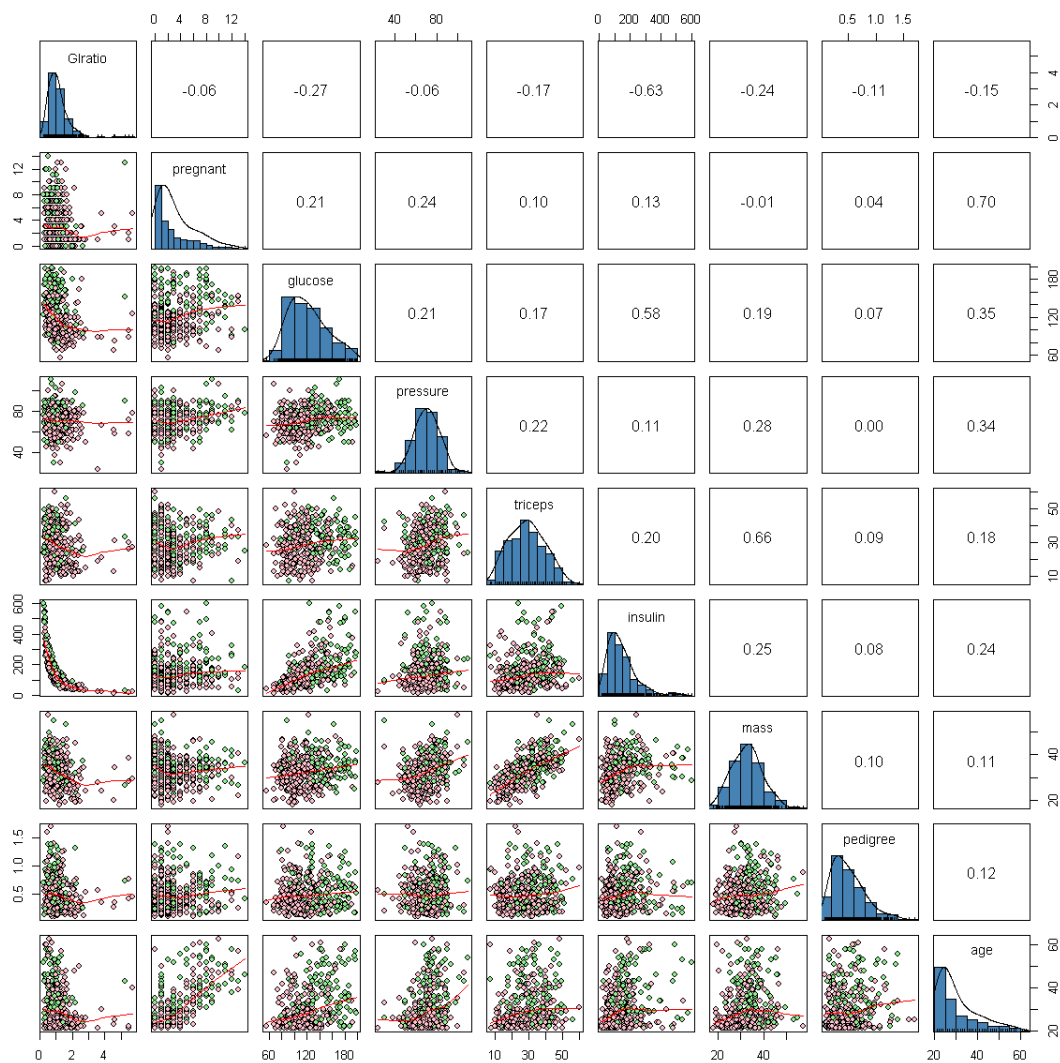 0 4 8 12
40 80
0 200 400 600
0.5 1.0 1.5
GIratio
-0.06
-0.27
-0.06
-0.17
-0.63
-0.24
-0.11
-0.15
0 2 4
0 4 8 12
pregnant
0.21
0.24
0.10
0.13
-0.01
0.04
0.70
glucose
0.21
0.17
0.58
0.19
0.07
0.35
60 120 180
40 80
pressure
0.22
0.11
0.28
0.00
0.34
triceps
0.20
0.66
0.09
0.18
10 30 50
0 200 400 600
insulin
0.25
0.08
0.24
mass
0.10
0.11
20 40
0.5 1.0 1.5
pedigree
0.12
age
20 40 60
0 2 4
60 120 180
10 30 50
20 40
20 40 60